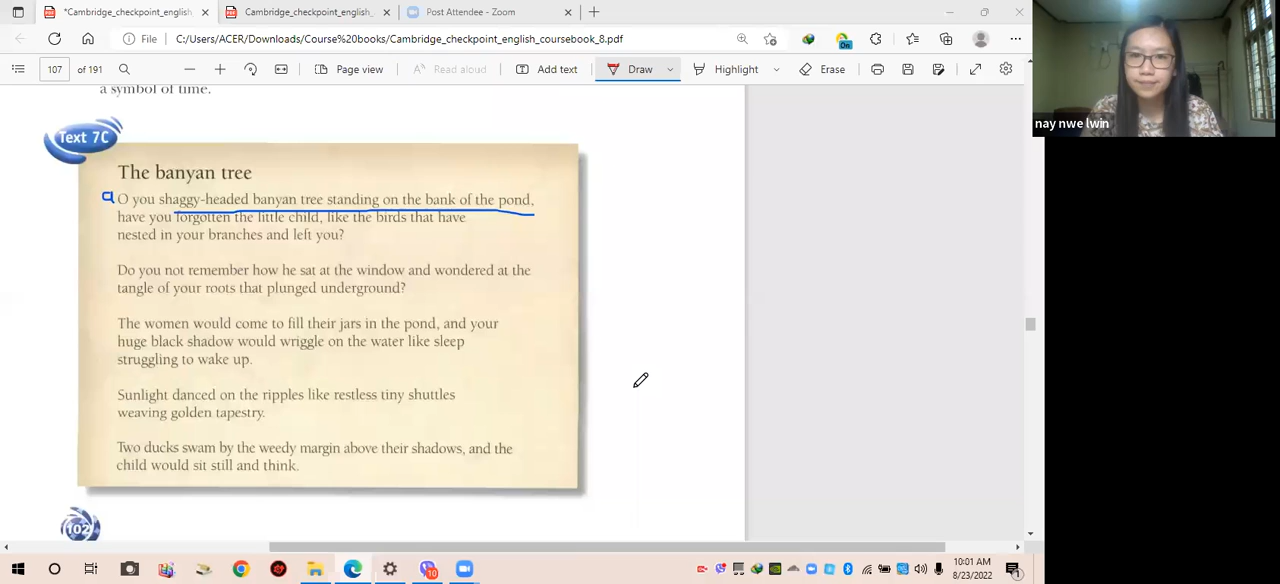 *Cambridge_checkpoint_english
Cambridge_checkpoint_english_
Post Attendee - Zoom
File
C:/Users/ACER/Downloads/Course%20books/Cambridge_checkpoint_english_coursebook_8.pdf
On
107
of 191
Page view
Read aloud
Add text
Draw
Highlight
Erase
nay nwe lwin
a symbol of time.
Text 7C
The banyan tree
O you shaggy-headed banyan tree standing on the bank of the pond,
have you forgotten the little child, like the birds that have
nested in your branches and left you?
Do you not remember how he sat at the window and wondered at the
tangle of your roots that plunged underground?
The women would come to fill their jars in the pond, and your
huge black shadow would wriggle on the water like sleep
struggling to wake up.
Sunlight danced on the ripples like restless tiny shuttles
weaving golden tapestry.
Two ducks swam by the weedy margin above their shadows, and the
child would sit still and think.
102
10
10:01 AM
8/23/2022
1